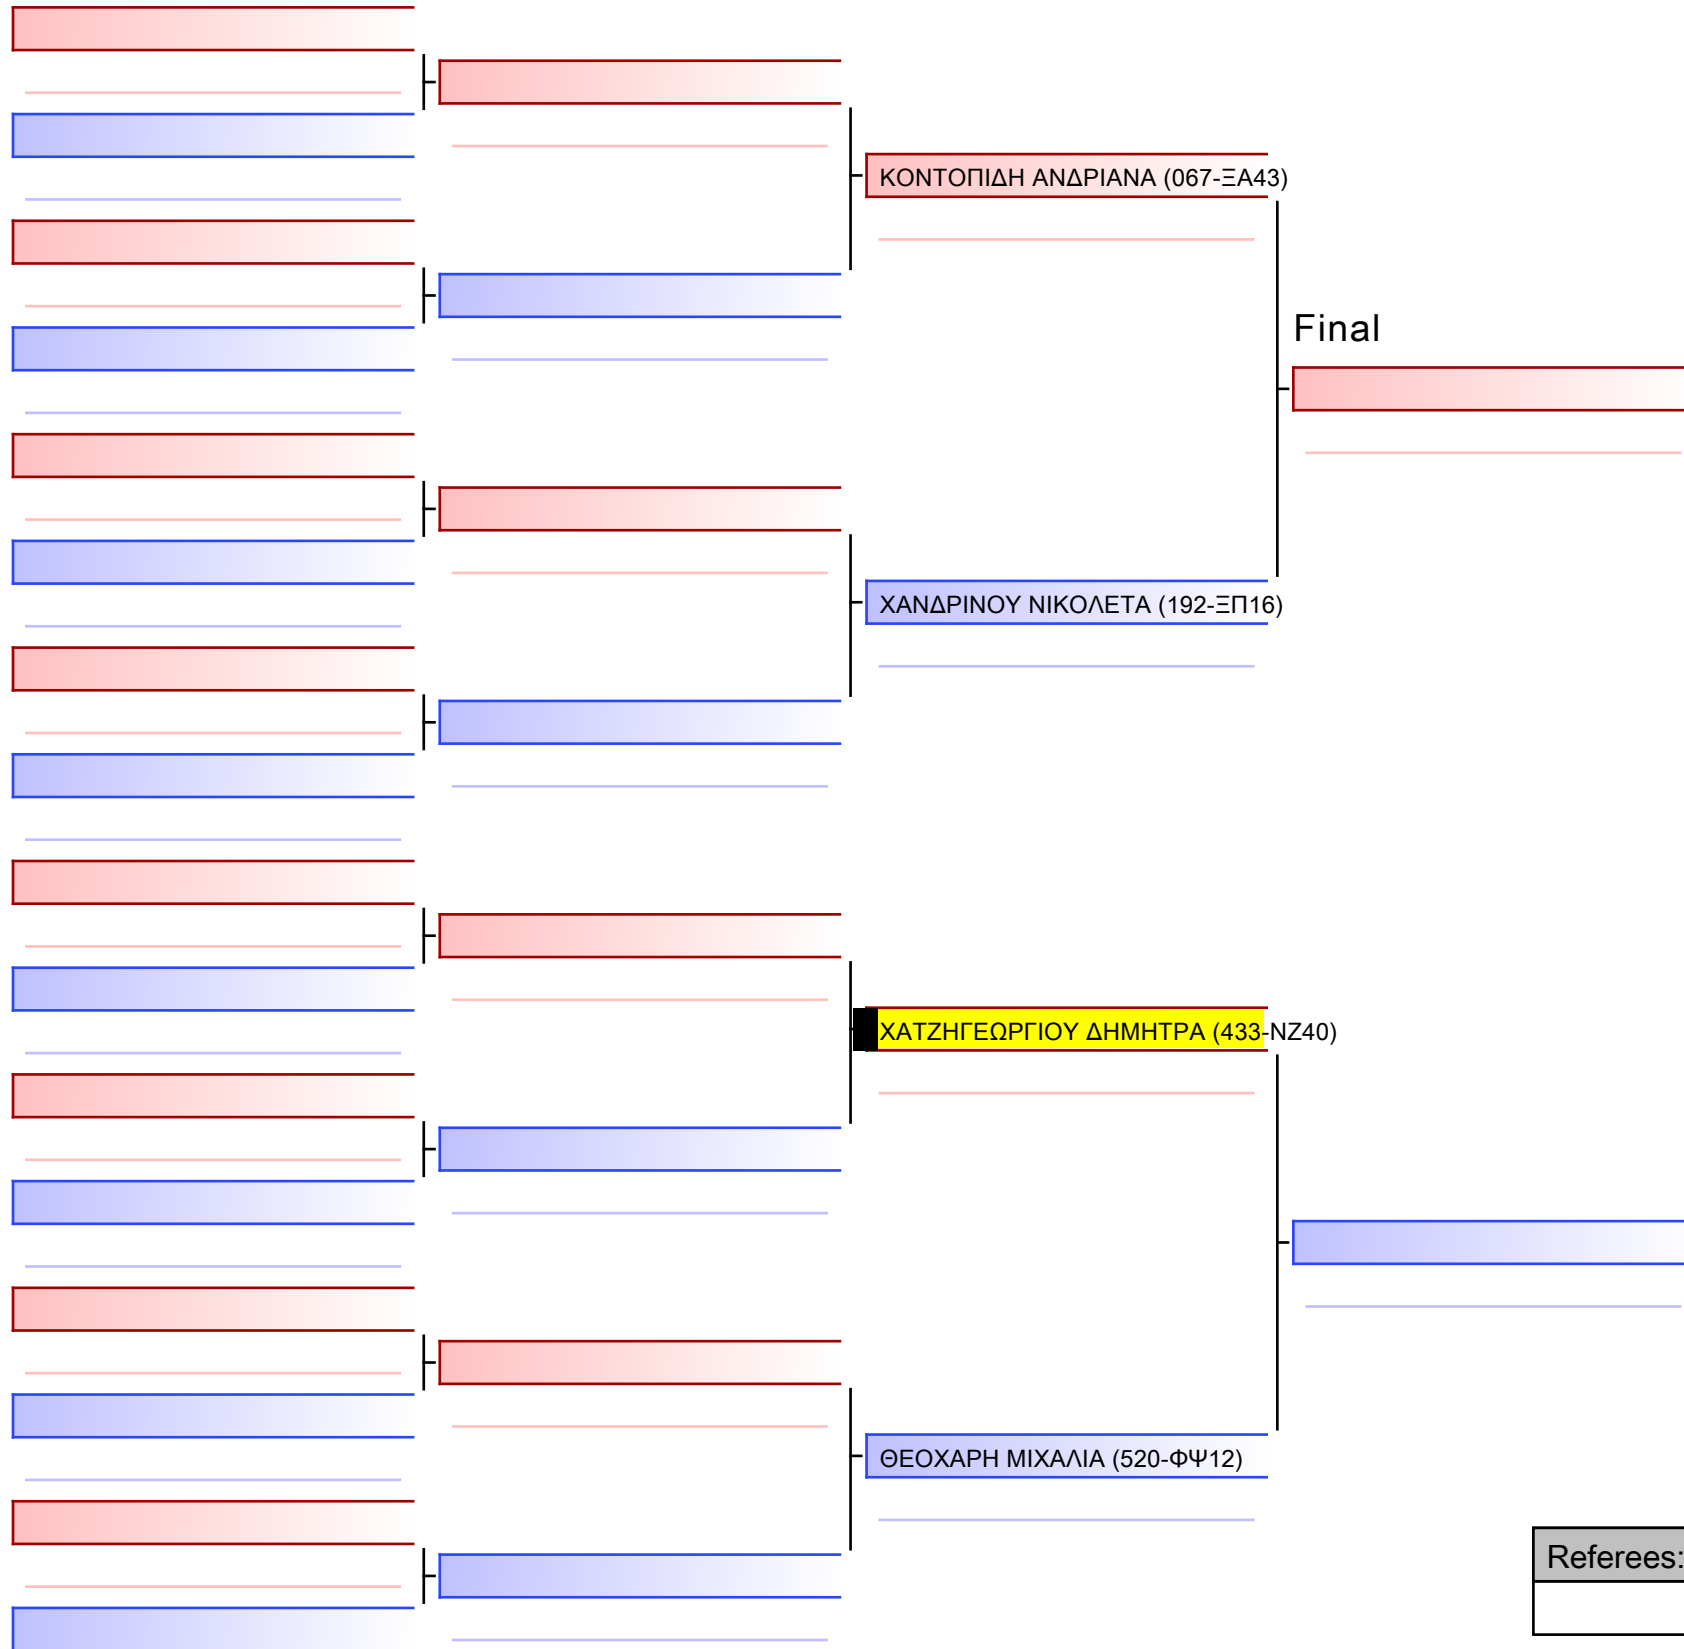 ΚΟΝΤΟΠΙΔΗ ΑΝΔΡΙΑΝΑ (067-ΞΑ43)
Final
ΧΑΝΔΡΙΝΟΥ ΝΙΚΟΛΕΤΑ (192-ΞΠ16)
ΧΑΤΖΗΓΕΩΡΓΙΟΥ ΔΗΜΗΤΡΑ (433-ΝΖ40)
ΘΕΟΧΑΡΗ ΜΙΧΑΛΙΑ (520-ΦΨ12)
Referees: